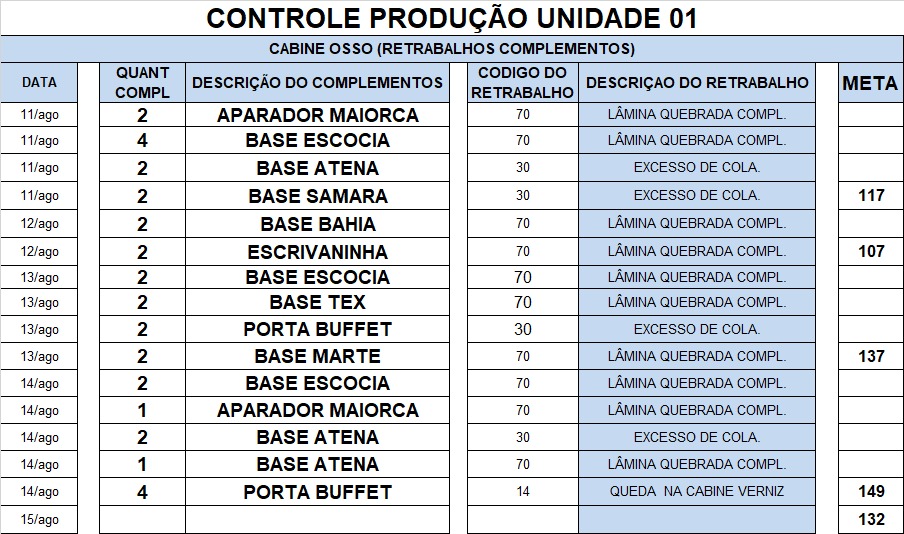 CONTROLE PRODUÇÃO UNIDADE 01
CABINE OSSO (RETRABALHOS COMPLEMENTOS)
DATA QUANT COMPL DESCRIÇÃO DO COMPLEMENTOS CODIGO DO RETRABALHO DESCRIÇAO DO RETRABALHO META
11/ago 2 APARADOR MAIORCA 70 LÂMINA QUEBRADA COMPL.
11/ago 4 BASE ESCOCIA 70 LÂMINA QUEBRADA COMPL.
11/ago 2 BASE ATENA 30 EXCESSO DE COLA.
11/ago 2 BASE SAMARA 30 EXCESSO DE COLA. 117
12/ago 2 BASE BAHIA 70 LÂMINA QUEBRADA COMPL.
12/ago 2 ESCRIVANINHA 70 LÂMINA QUEBRADA COMPL. 107
13/ago 2 BASE ESCOCIA 70 LÂMINA QUEBRADA COMPL.
13/ago 2 BASE TEX 70 LÂMINA QUEBRADA COMPL.
13/ago 2 PORTA BUFFET 30 EXCESSO DE COLA.
13/ago 2 BASE MARTE 70 LÂMINA QUEBRADA COMPL. 137
14/ago 2 BASE ESCOCIA 70 LÂMINA QUEBRADA COMPL.
14/ago 1 APARADOR MAIORCA 70 LÂMINA QUEBRADA COMPL.
14/ago 2 BASE ATENA 30 EXCESSO DE COLA.
14/ago 1 BASE ATENA 70 LÂMINA QUEBRADA COMPL.
14/ago 4 PORTA BUFFET 14 QUEDA NA CABINE VERNIZ 149
15/ago 132